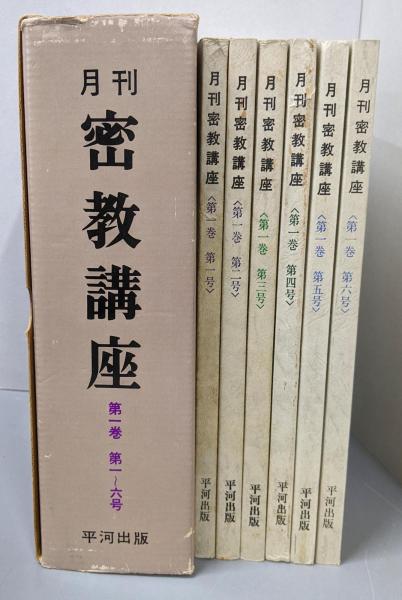 月刊
密教講座
第一巻 第一〜六号
平河出版
月刊密教講座〈第一巻 第一号〉平河出版
月刊密教講座〈第一巻 第二号〉平河出版
月刊密教講座〈第一巻 第三号〉平河出版
月刊密教講座〈第一巻 第四号〉平河出版
月刊密教講座〈第一巻 第五号〉平河出版
月刊密教講座〈第一巻 第六号〉平河出版